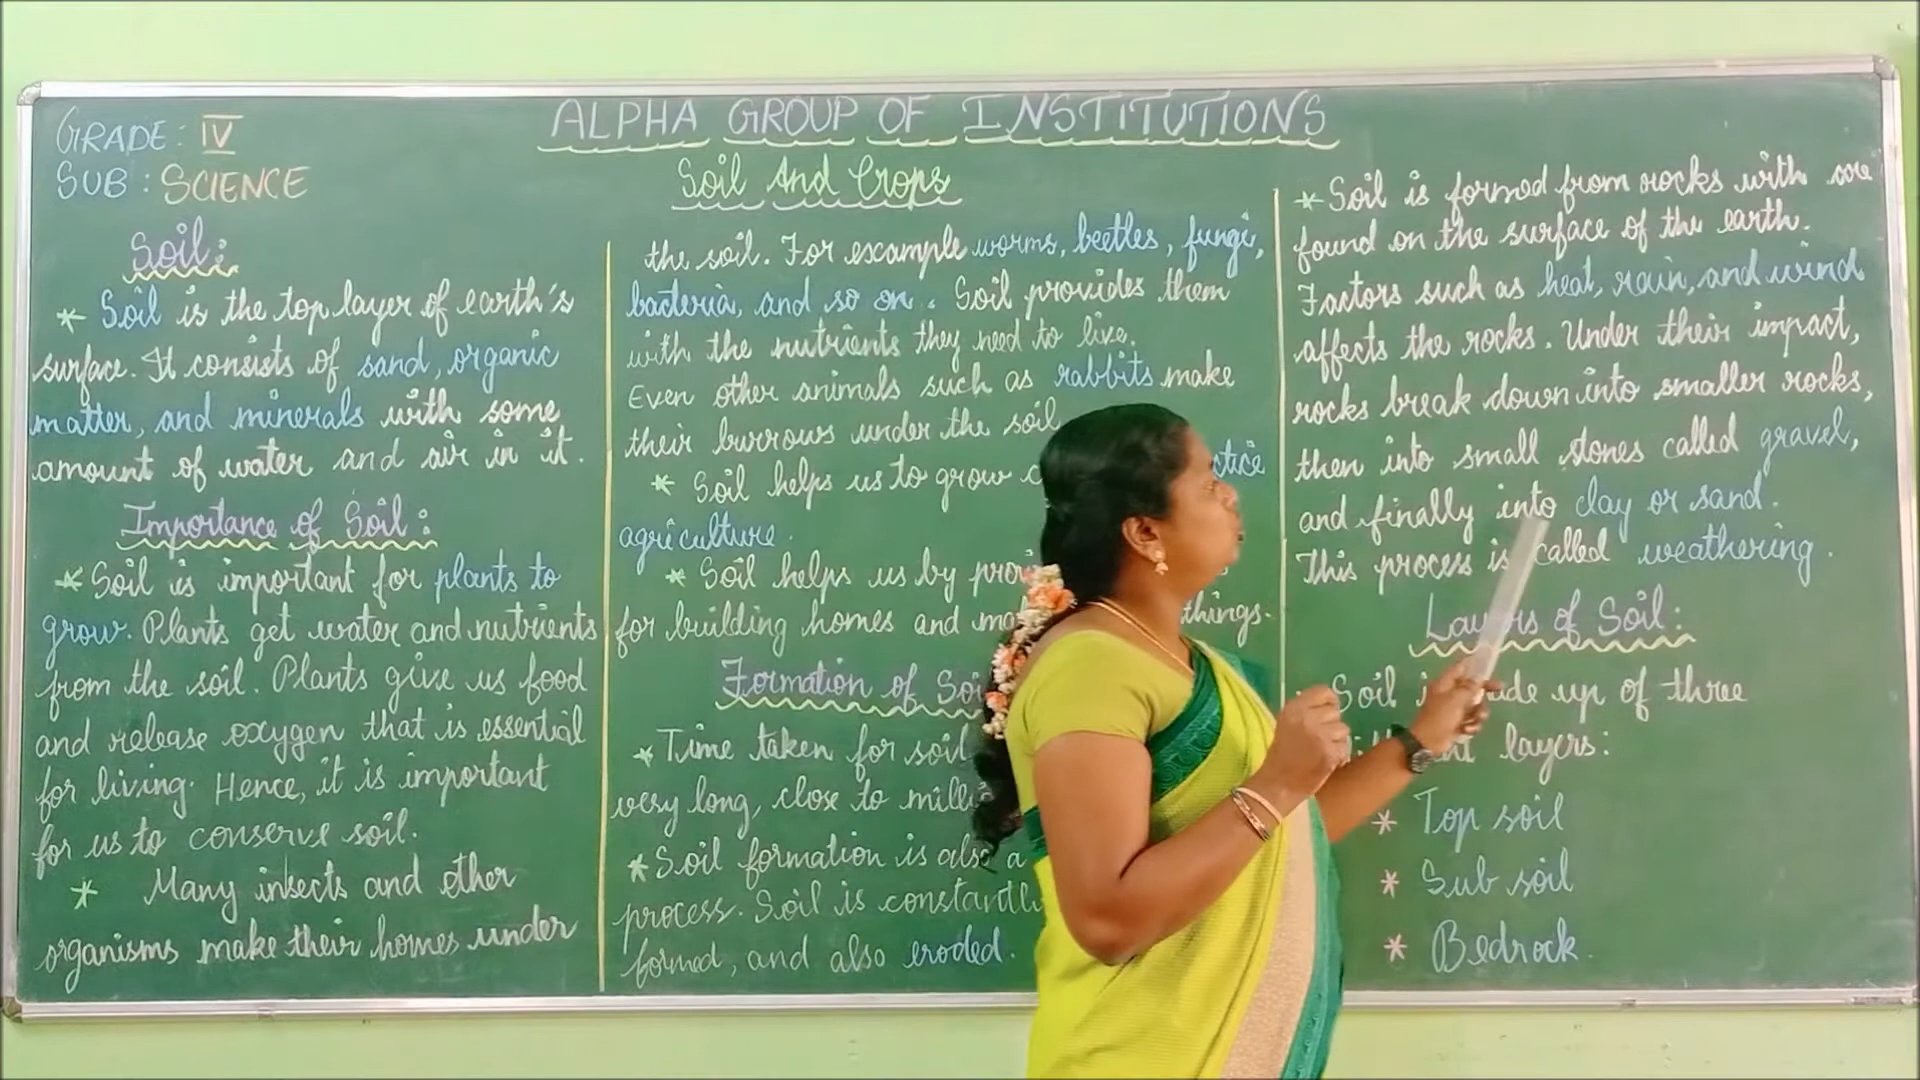 ALPHA GROUP OF INSTITUTIONS
GRADE: IV
SUB: SCIENCE
Soil And Crops
Soil:
* Soil is the top layer of earth's
surface. It consists of sand, organic
matter, and minerals with some
amount of water and air in it.
Importance of Soil:
* Soil is important for plants to
grow. Plants get water and nutrients
from the soil. Plants give us food
and release oxygen that is essential
for living. Hence, it is important
for us to conserve soil.
* Many insects and other
organisms make their homes under
the soil. For example worms, beetles, fungi,
bacteria, and so on. Soil provides them
with the nutrients they need to live.
Even other animals such as rabbits make
their burrows under the soil
* Soil helps us to grow
agriculture.
* Soil helps us by
for building homes and things.
Formation of
* Time taken for soil
very long, close to
* Soil formation is also a
process. Soil is
formed, and also eroded.
* Soil is formed from rocks with
found on the surface of the earth.
Factors such as heat, rain, and wind
affects the rocks. Under their impact,
rocks break down into smaller rocks,
then into small stones called gravel,
and finally into clay or sand.
This process is called weathering.
Layers of Soil:
Soil is made up of three
layers:
* Top soil
* Sub soil
* Bedrock.